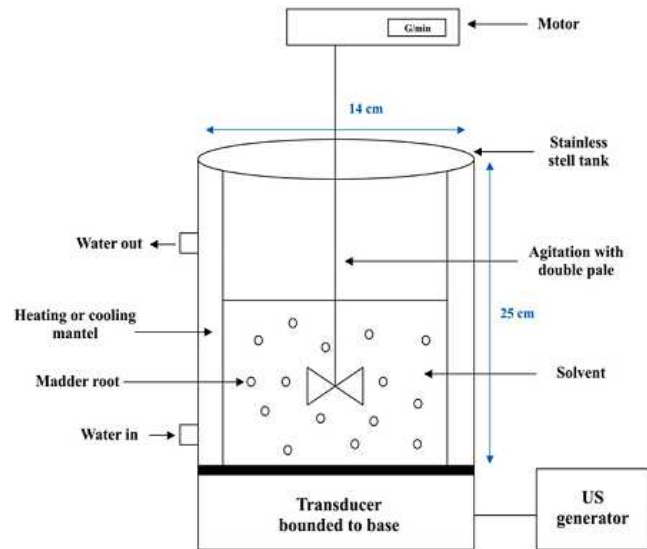 G/min
Motor
14 cm
Stainless
stell tank
Water out
Agitation with
double pale
Heating or cooling
mantel
25 cm
Madder root
Solvent
Water in
Transducer
bounded to base
US
generator